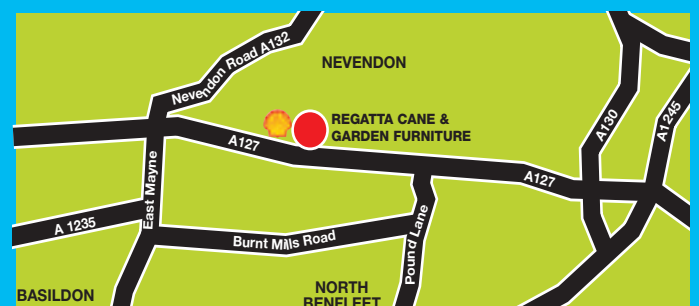 Nevendon Road A132
NEVENDON
REGATTA CANE &
GARDEN FURNITURE
A127
A130
A1245
A127
East Mayne
A 1235
Burnt Mills Road
Pound Lane
BASILDON
NORTH
BENFLEET